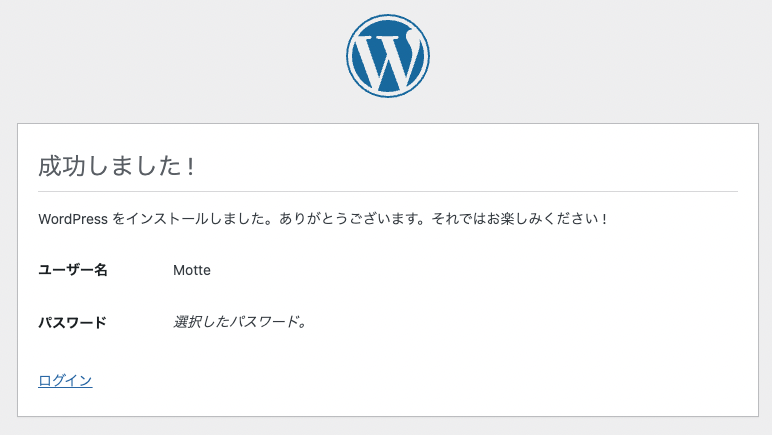 成功しました !
WordPress をインストールしました。ありがとうございます。それではお楽しみください !
ユーザー名 Motte
パスワード 選択したパスワード。
ログイン